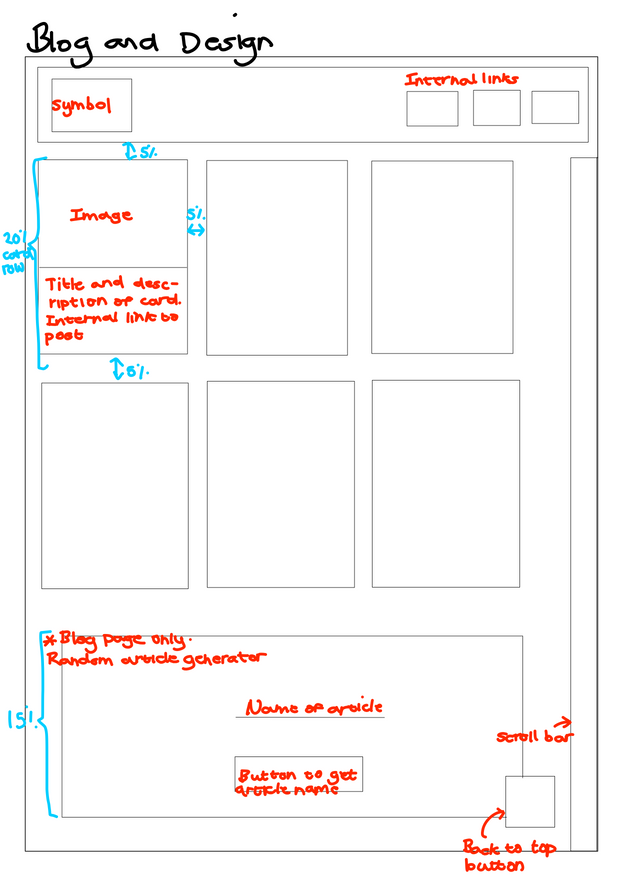 Blog and Design
Internal links
Symbol
5%
Image
5%
20%
card
row
Title and desc-
ription of card.
Internal link to
post
5%
* Blog page only.
Random article generator
15%
Name of article
Scroll bar
Button to get
article name
Back to top
button